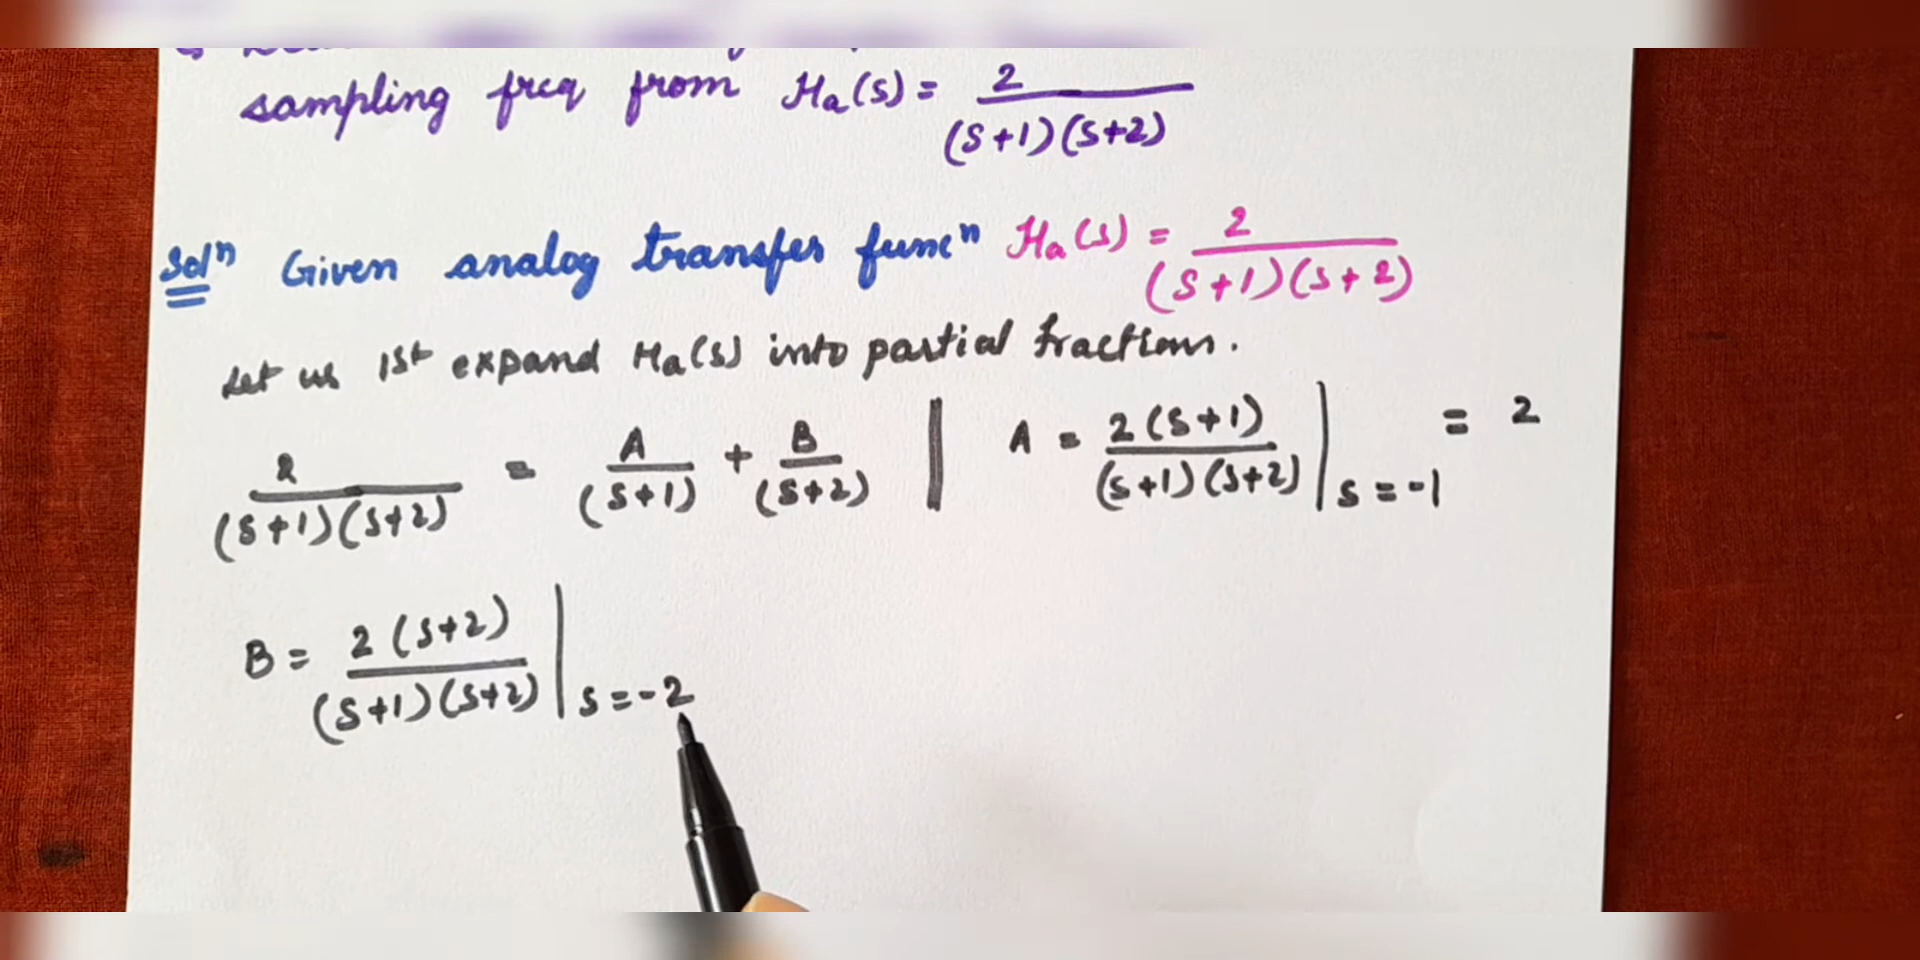 sampling freq from Ha(s) = 2 / (s+1)(s+2)
Solⁿ Given analog transfer funcⁿ Ha(s) = 2 / (s+1)(s+2)
Let us 1st expand Ha(s) into partial fractions.
2 / (s+1)(s+2) = A / (s+1) + B / (s+2) | A = 2(s+1) / (s+1)(s+2) | s = -1 = 2
B = 2(s+2) / (s+1)(s+2) | s = -2